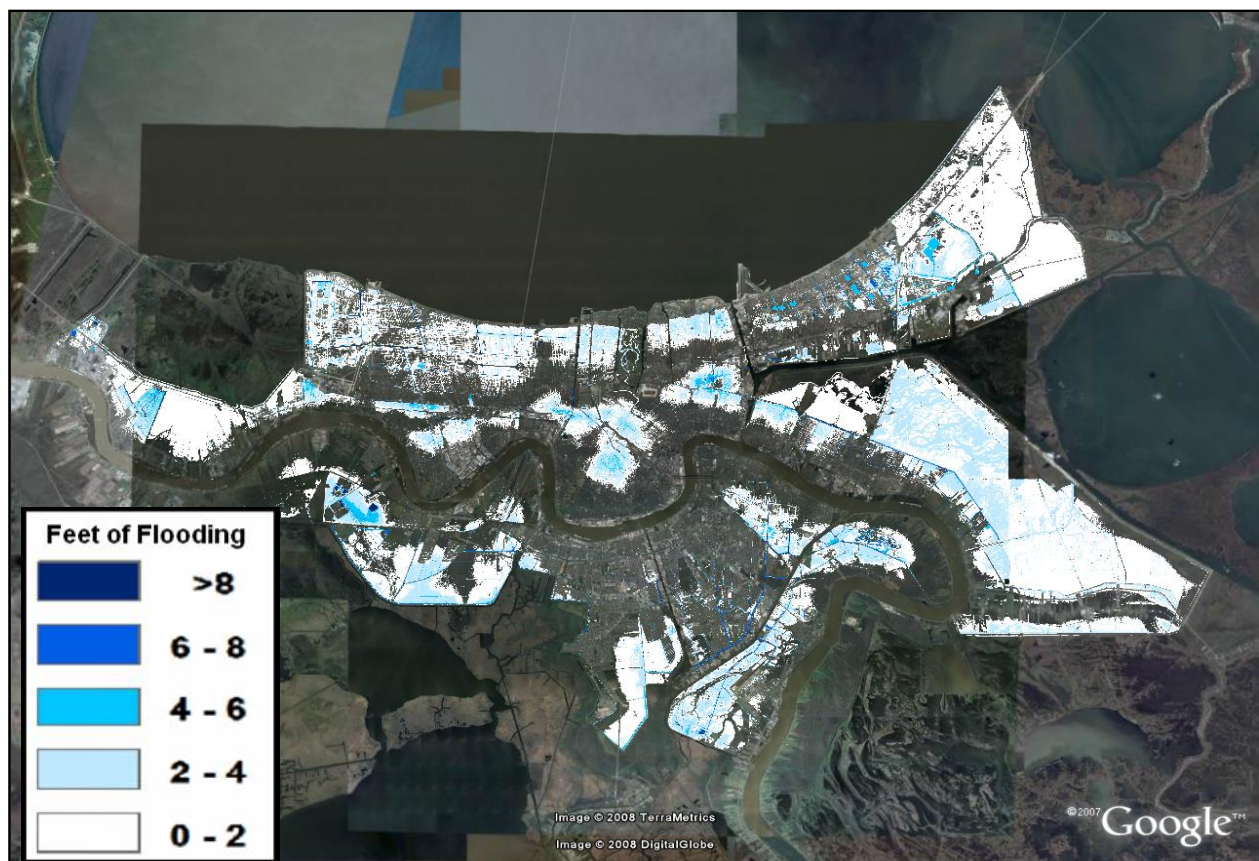 Feet of Flooding
>8
6 - 8
4 - 6
2 - 4
0 - 2
Image © 2008 TerraMetrics
Image © 2008 DigitalGlobe
©2007 Google™